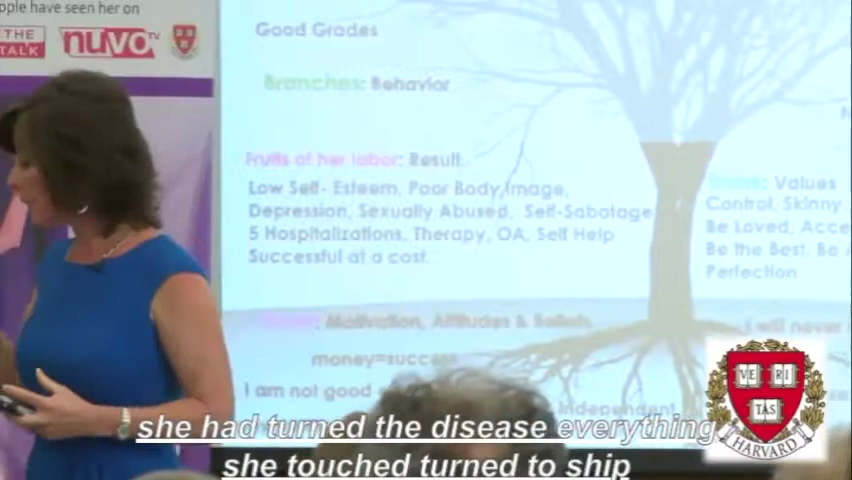 ople have seen her on
THE
TALK
nuvo TV
Good Grades
Branches: Behavior
Fruits of her labor: Result
Low Self- Esteem, Poor Body Image,
Depression, Sexually Abused, Self-Sabotage
5 Hospitalizations, Therapy, OA, Self Help
Successful at a cost.
: Values
Control, Skinny
Be Loved, Acce
Be the Best, Be
Perfection
: Motivation, Attitudes & Beliefs
money=success
I am not good
I will never
Independent
VE RI
TAS
HARVARD
she had turned the disease everything
she touched turned to ship